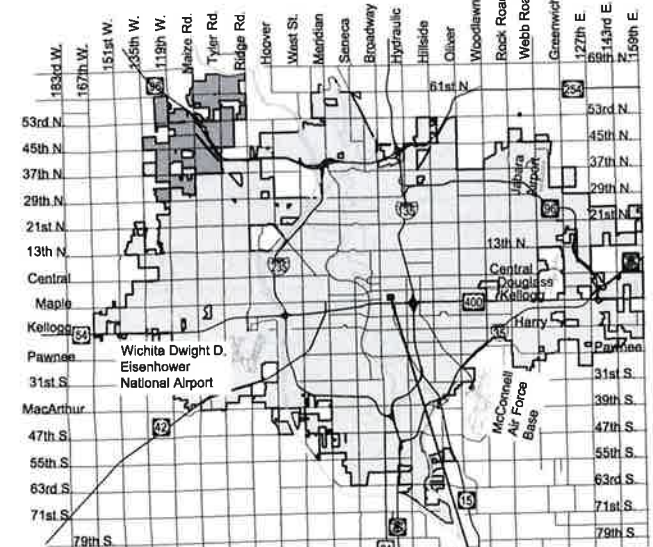 183rd W.
167th W.
151st W.
135th W.
119th W.
Maize Rd.
Tyler Rd.
Ridge Rd.
Hoover
West St.
Meridian
Seneca
Broadway
Hydraulic
Hillside
Oliver
Woodlawn
Rock Road
Webb Roa
Greenwich
127th E.
143rd E.
159th E.
69th N.
96
61st N.
254
53rd N.
53rd N.
45th N.
45th N.
37th N.
37th N.
Jabara
Airport
29th N.
29th N.
235
96
21st N.
21st N.
13th N.
13th N.
235
Central
Central
Douglass
Maple
400
Kellogg
Kellogg
54
Harry
35
Pawnee
Pawnee
Wichita Dwight D.
Eisenhower
National Airport
31st S.
31st S.
McConnell
Air Force
Base
MacArthur
39th S.
42
47th S.
47th S.
55th S.
55th S.
63rd S.
63rd S.
15
71st S.
71st S.
79th S.
79th S.